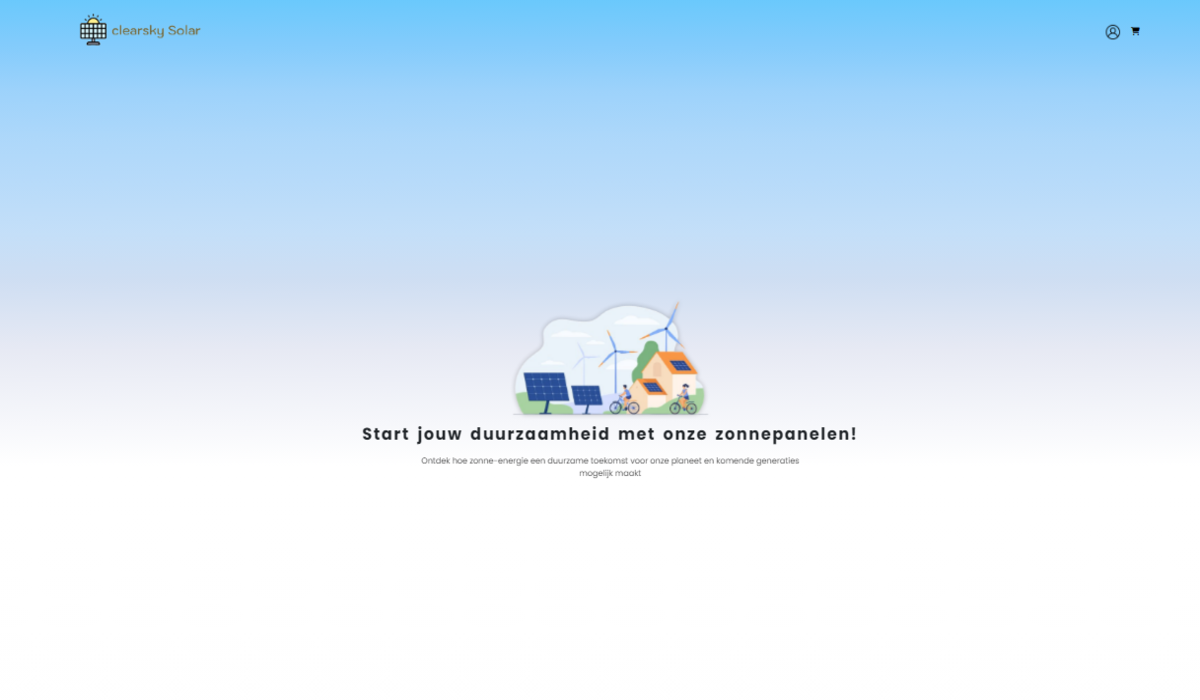 clearsky Solar
Start jouw duurzaamheid met onze zonnepanelen!
Ontdek hoe zonne-energie een duurzame toekomst voor onze planeet en komende generaties
mogelijk maakt